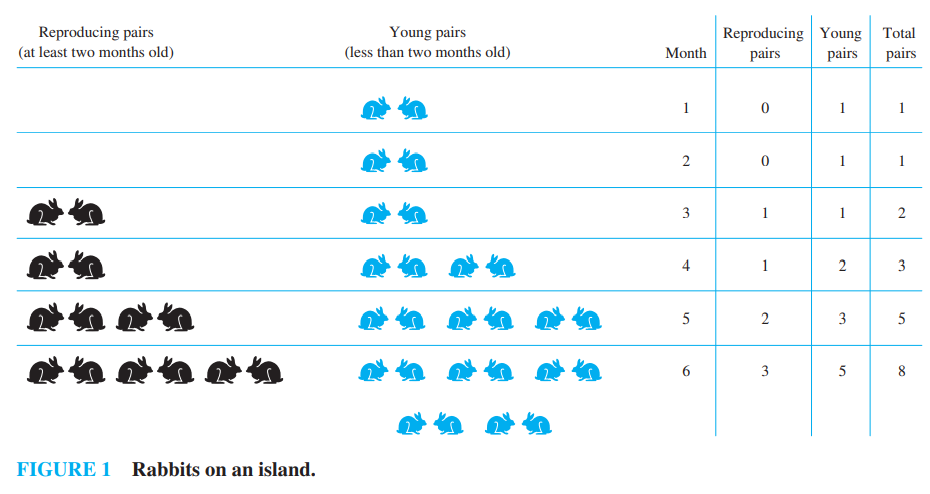 Reproducing pairs Young pairs Reproducing Young Total
(at least two months old) (less than two months old) Month pairs pairs pairs
1 0 1 1
2 0 1 1
3 1 1 2
4 1 2 3
5 2 3 5
6 3 5 8
FIGURE 1 Rabbits on an island.